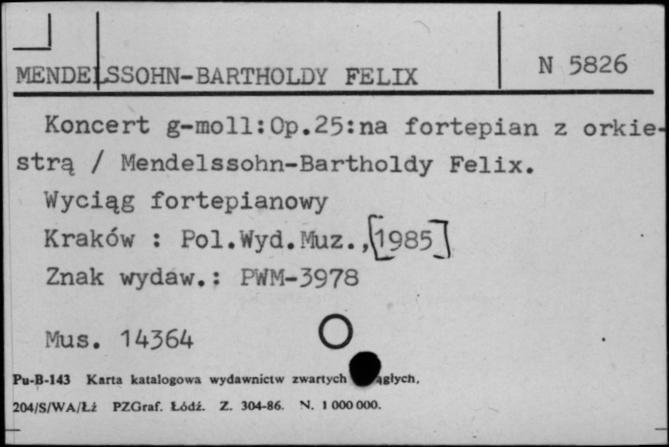 MENDELSSOHN-BARTHOLDY FELIX
N 5826
Koncert g-moll:Op.25:na fortepian z orkie-
strą / Mendelssohn-Bartholdy Felix.
Wyciąg fortepianowy
Kraków : Pol.Wyd.Muz.,[1985]
Znak wydaw.: PWM-3978
Mus. 14364
Pu-B-143 Karta katalogowa wydawnictw zwartych
204/S/WA/Łż PZGraf. Łódź. Z. 304-86. N. 1 000 000.